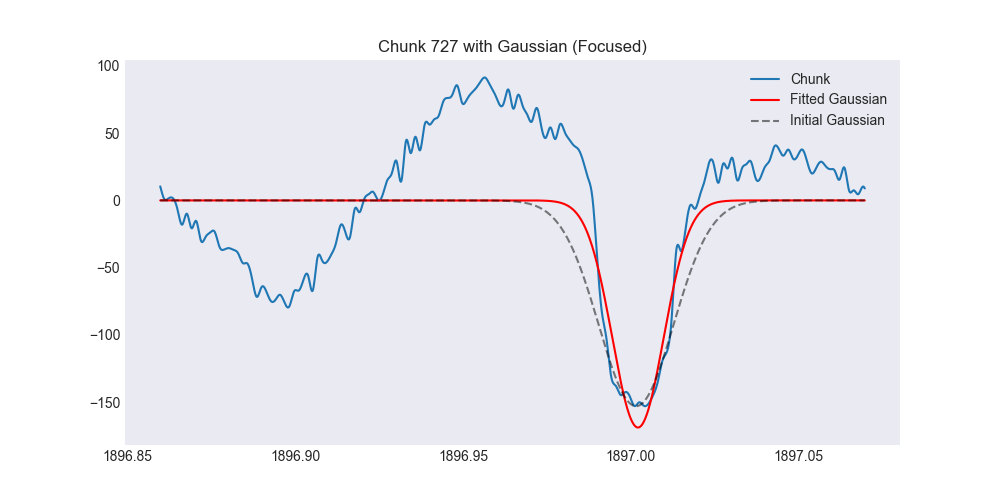 Chunk 727 with Gaussian (Focused)
100
50
0
−50
−100
−150
1896.85
1896.90
1896.95
1897.00
1897.05
Chunk
Fitted Gaussian
Initial Gaussian